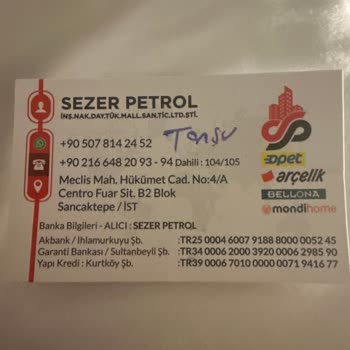 SEZER PETROL
İNŞ.NAK.DAY.TÜK.MALL.SAN.TİC.LTD.ŞTİ.
+90 507 814 24 52
+90 216 648 20 93 - 94 Dahili : 104/105
Meclis Mah. Hükümet Cad. No:4/A
Centro Fuar Sit. B2 Blok
Sancaktepe / İST
opet
arçelik
BELLONA
mondihome
Banka Bilgileri - ALICI : SEZER PETROL
Akbank / Ihlamurkuyu Şb. :TR25 0004 6007 9188 8000 0052 45
Garanti Bankası / Sultanbeyli Şb. :TR34 0006 2000 3920 0006 2985 90
Yapı Kredi : Kurtköy Şb. :TR39 0006 7010 0000 0071 9416 77